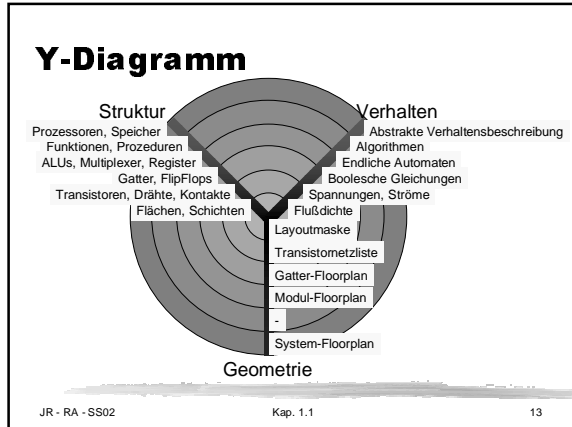 Y-Diagramm
Struktur
Verhalten
Prozessoren, Speicher
Funktionen, Prozeduren
ALUs, Multiplexer, Register
Gatter, FlipFlops
Transistoren, Drähte, Kontakte
Flächen, Schichten
Abstrakte Verhaltensbeschreibung
Algorithmen
Endliche Automaten
Boolesche Gleichungen
Spannungen, Ströme
Flußdichte
Layoutmaske
Transistornetzliste
Gatter-Floorplan
Modul-Floorplan
-
System-Floorplan
Geometrie
JR - RA - SS02
Kap. 1.1
13